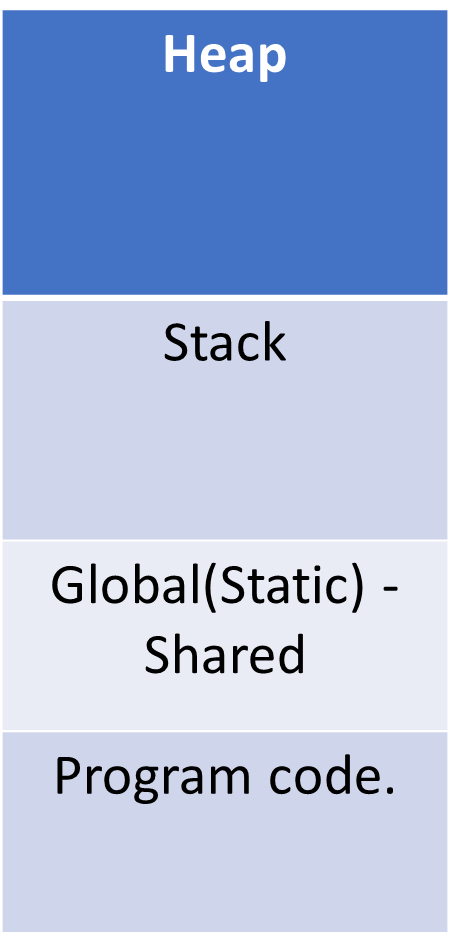 Heap
Stack
Global(Static) -
Shared
Program code.